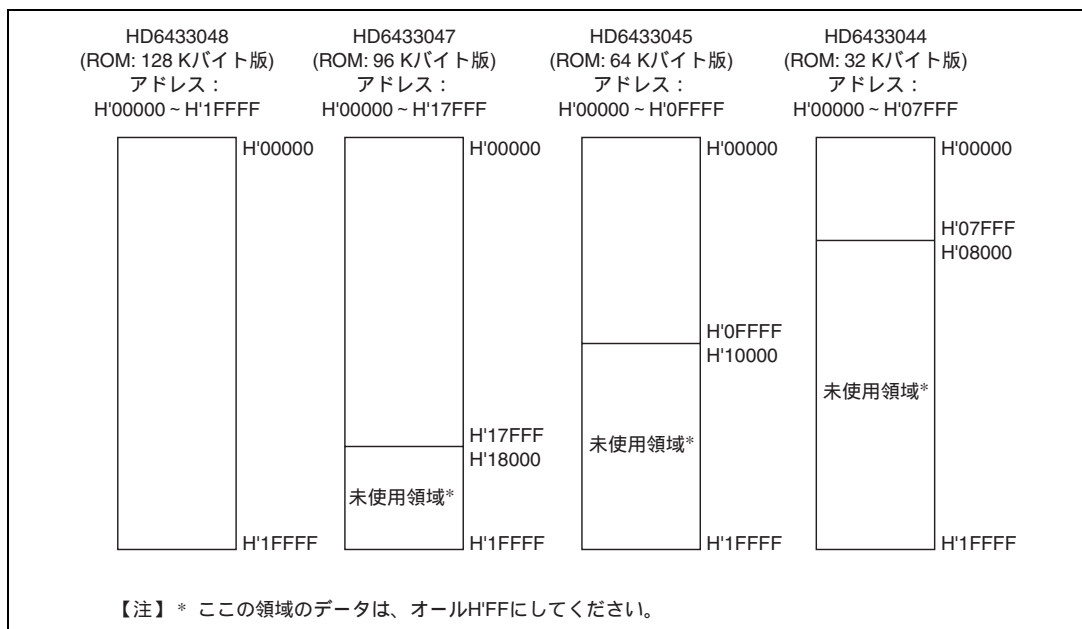 HD6433048
(ROM: 128 Kバイト版)
アドレス：
H'00000 ~ H'1FFFF
H'00000
H'1FFFF
HD6433047
(ROM: 96 Kバイト版)
アドレス：
H'00000 ~ H'17FFF
H'00000
H'17FFF
H'18000
未使用領域*
H'1FFFF
HD6433045
(ROM: 64 Kバイト版)
アドレス：
H'00000 ~ H'0FFFF
H'00000
H'0FFFF
H'10000
未使用領域*
H'1FFFF
HD6433044
(ROM: 32 Kバイト版)
アドレス：
H'00000 ~ H'07FFF
H'00000
H'07FFF
H'08000
未使用領域*
H'1FFFF
【注】* ここの領域のデータは、オールH'FFにしてください。